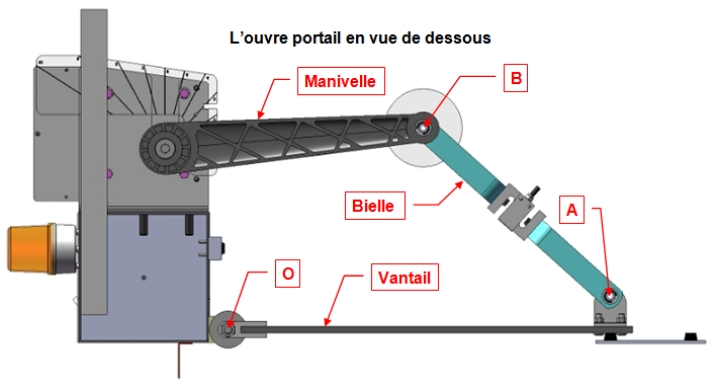 L'ouvre portail en vue de dessous
Manivelle
B
Bielle
A
O
Vantail